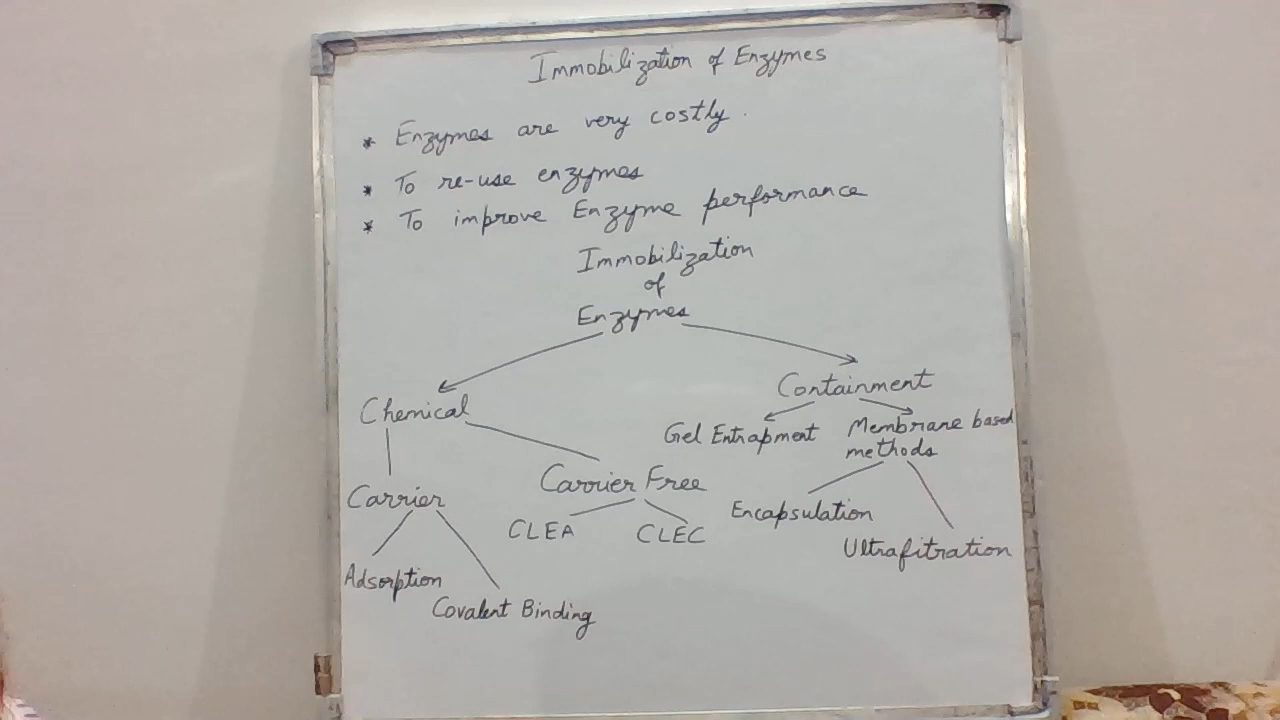 Immobilization of Enzymes
* Enzymes are very costly.
* To re-use enzymes
* To improve Enzyme performance
Immobilization
of
Enzymes
Chemical
Containment
Gel Entrapment
Membrane based
methods
Carrier
Carrier Free
Encapsulation
Ultrafitration
CLEA
CLEC
Adsorption
Covalent Binding